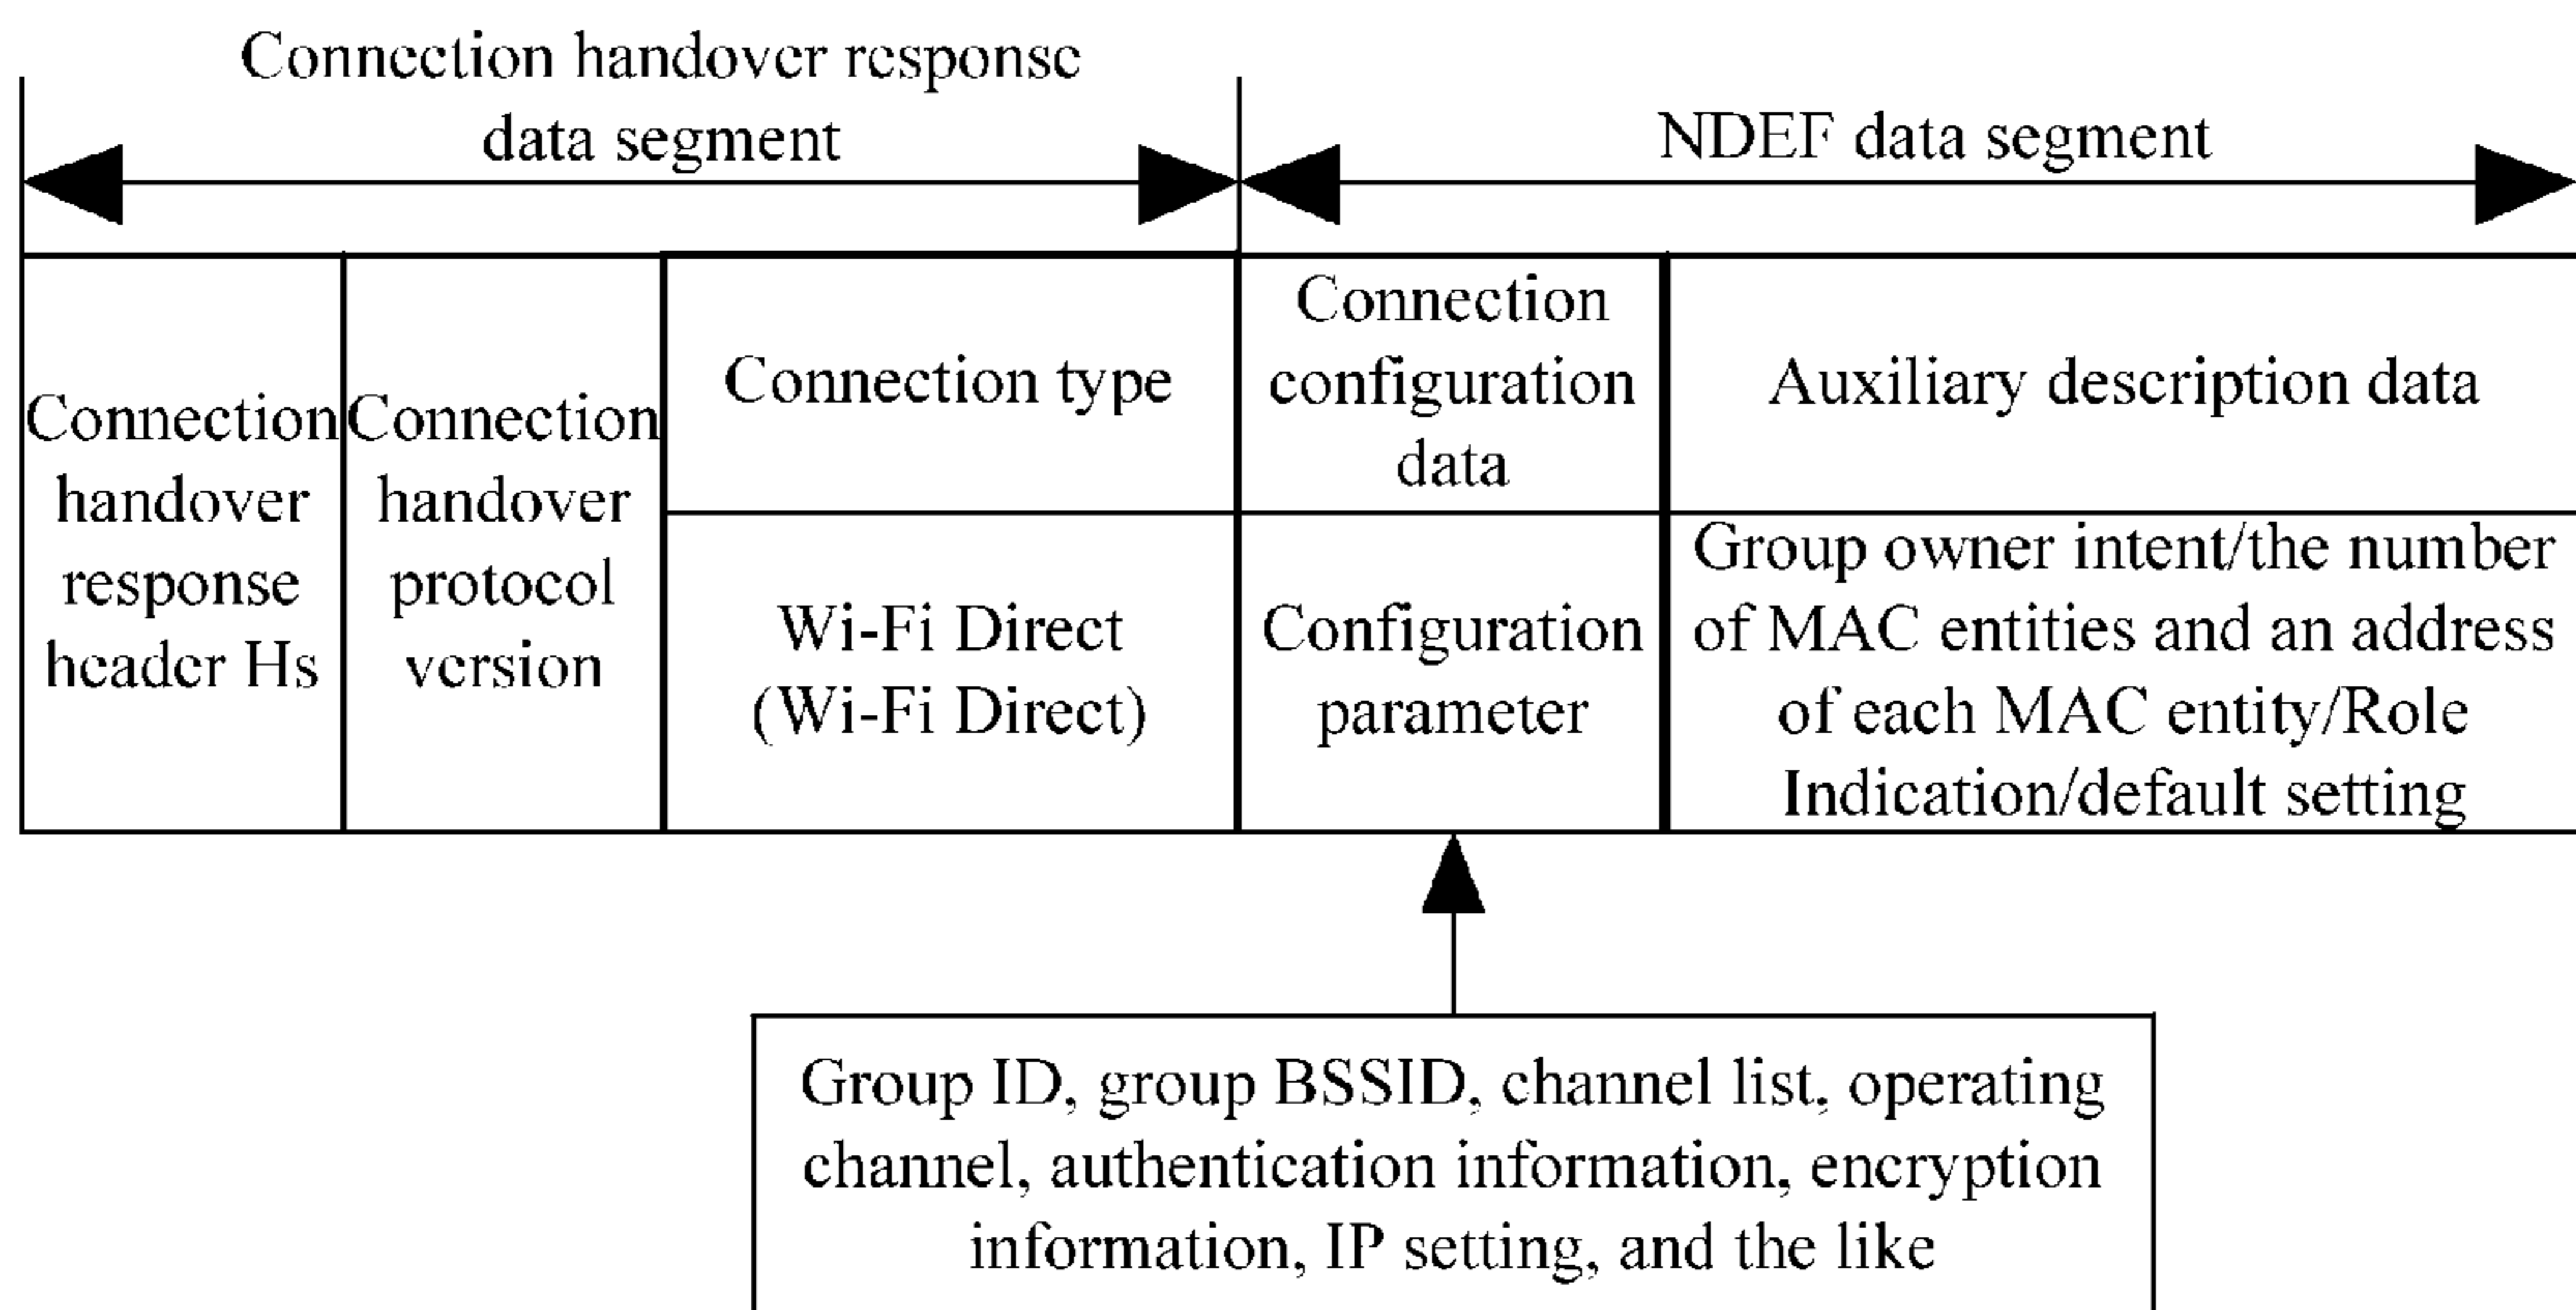 Connection handover response
data segment
NDEF data segment
Connection
handover
response
header Hs
Connection
handover
protocol
version
Connection type
Wi-Fi Direct
(Wi-Fi Direct)
Connection
configuration
data
Configuration
parameter
Auxiliary description data
Group owner intent/the number
of MAC entities and an address
of each MAC entity/Role
Indication/default setting
Group ID, group BSSID, channel list, operating
channel, authentication information, encryption
information, IP setting, and the like